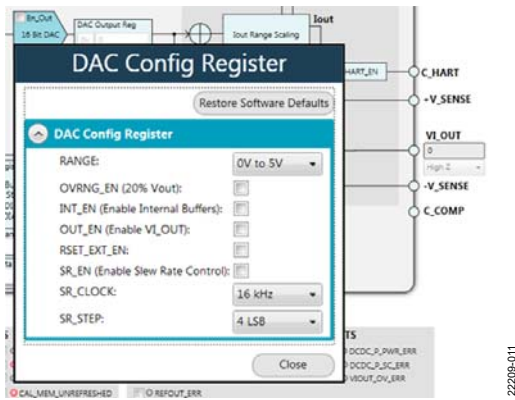 En_Out
16 Bit DAC
DAC Output Reg
Iout Range Scaling
Iout
DAC Config Register
Restore Software Defaults
DAC Config Register
RANGE:
0V to 5V
OVRNG_EN (20% Vout):
INT_EN (Enable Internal Buffers):
OUT_EN (Enable VI_OUT):
RSET_EXT_EN:
SR_EN (Enable Slew Rate Control):
SR_CLOCK:
16 kHz
SR_STEP:
4 LSB
Close
HART_EN
C_HART
+V_SENSE
VI_OUT
0
High Z
-V_SENSE
C_COMP
TS
DCDC_P_PWR_ERR
DCDC_P_SC_ERR
VIOUT_OV_ERR
CAL_MEM_UNREFRESHED
REFOUT_ERR
22209-011